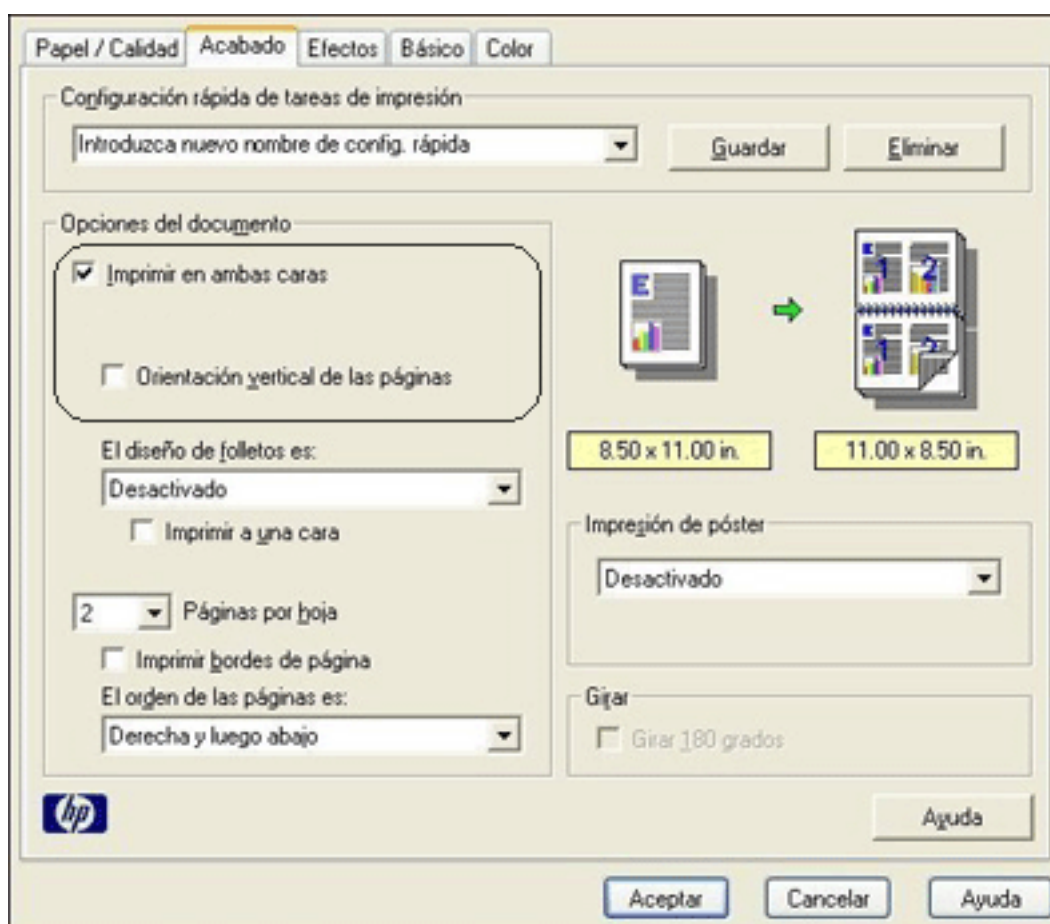 Papel / Calidad Acabado Efectos Básico Color
Configuración rápida de tareas de impresión
Introduzca nuevo nombre de config. rápida Guardar Eliminar
Opciones del documento
Imprimir en ambas caras
Orientación vertical de las páginas
El diseño de folletos es:
Desactivado
Imprimir a una cara
2 Páginas por hoja
Imprimir bordes de página
El orden de las páginas es:
Derecha y luego abajo
E
E 1 2
E 1 2
8.50 x 11.00 in. 11.00 x 8.50 in.
Impresión de póster
Desactivado
Girar
Girar 180 grados
hp
Ayuda
Aceptar Cancelar Ayuda